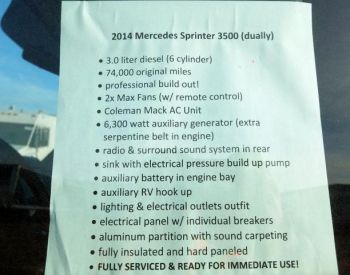 2014 Mercedes Sprinter 3500 (dually)
• 3.0 liter diesel (6 cylinder)
• 74,000 original miles
• professional build out!
• 2x Max Fans (w/ remote control)
• Coleman Mack AC Unit
• 6,300 watt auxiliary generator (extra
serpentine belt in engine)
• radio & surround sound system in rear
• sink with electrical pressure build up pump
• auxiliary battery in engine bay
• auxiliary RV hook up
• lighting & electrical outlets outfit
• electrical panel w/ individual breakers
• aluminum partition with sound carpeting
• fully insulated and hard paneled
• FULLY SERVICED & READY FOR IMMEDIATE USE!